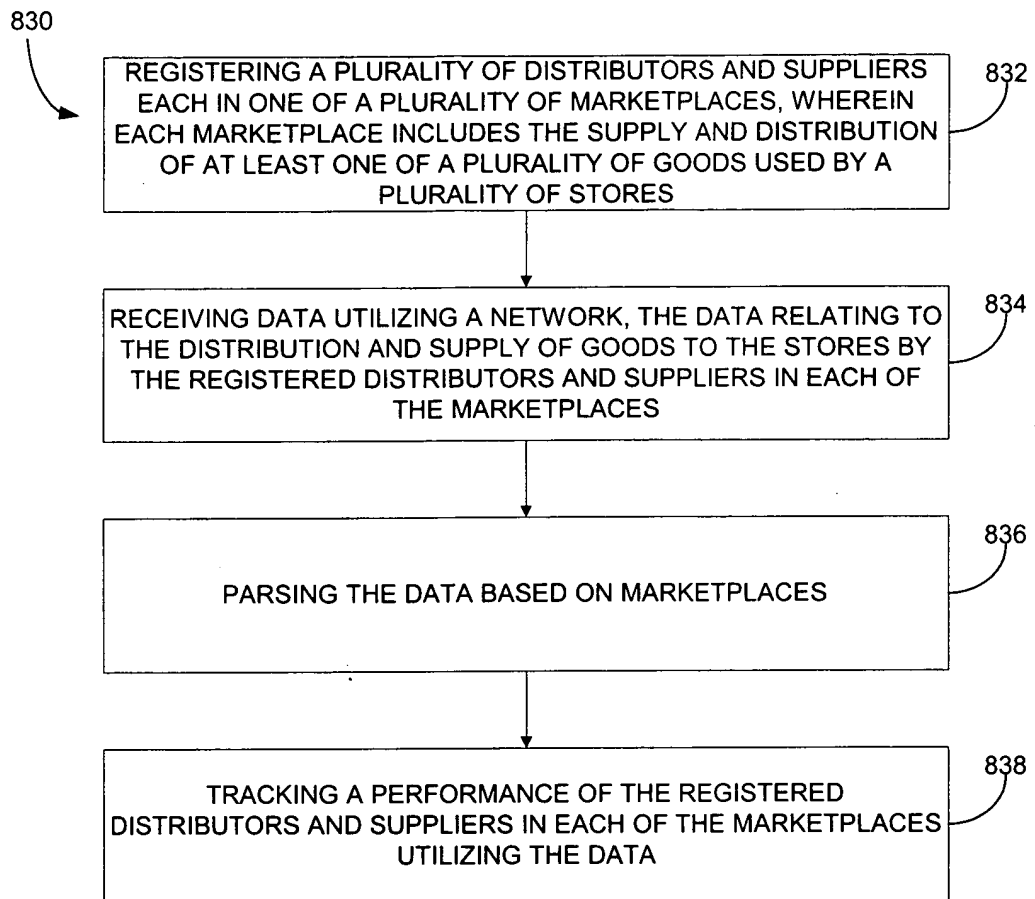 830
REGISTERING A PLURALITY OF DISTRIBUTORS AND SUPPLIERS
EACH IN ONE OF A PLURALITY OF MARKETPLACES, WHEREIN
EACH MARKETPLACE INCLUDES THE SUPPLY AND DISTRIBUTION
OF AT LEAST ONE OF A PLURALITY OF GOODS USED BY A
PLURALITY OF STORES
832
RECEIVING DATA UTILIZING A NETWORK, THE DATA RELATING TO
THE DISTRIBUTION AND SUPPLY OF GOODS TO THE STORES BY
THE REGISTERED DISTRIBUTORS AND SUPPLIERS IN EACH OF
THE MARKETPLACES
834
PARSING THE DATA BASED ON MARKETPLACES
836
TRACKING A PERFORMANCE OF THE REGISTERED
DISTRIBUTORS AND SUPPLIERS IN EACH OF THE MARKETPLACES
UTILIZING THE DATA
838